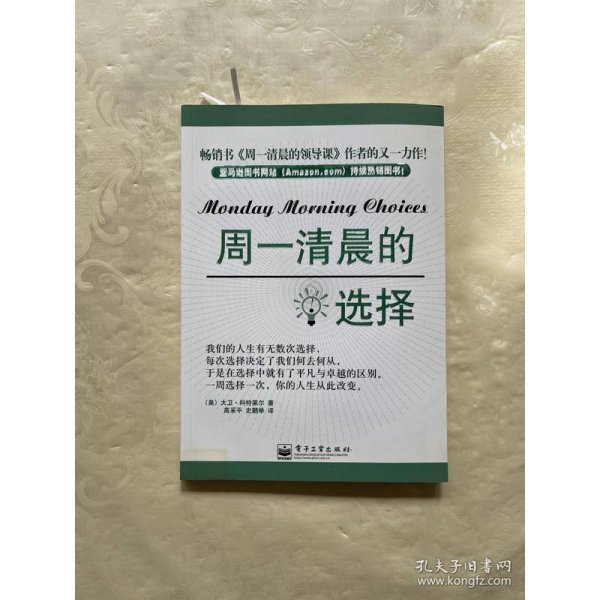 畅销书《周一清晨的领导课》作者的又一力作!
亚马逊图书网站（Amazon.com）持续热销图书!
Monday Morning Choices
周一清晨的
选择
我们的人生有无数次选择，
每次选择决定了我们何去何从，
于是在选择中就有了平凡与卓越的区别。
一周选择一次，你的人生从此改变。
（美）大卫·科特莱尔 著
高采平 史鹏举 译
电子工业出版社
孔夫子旧书网
www.kongfz.com